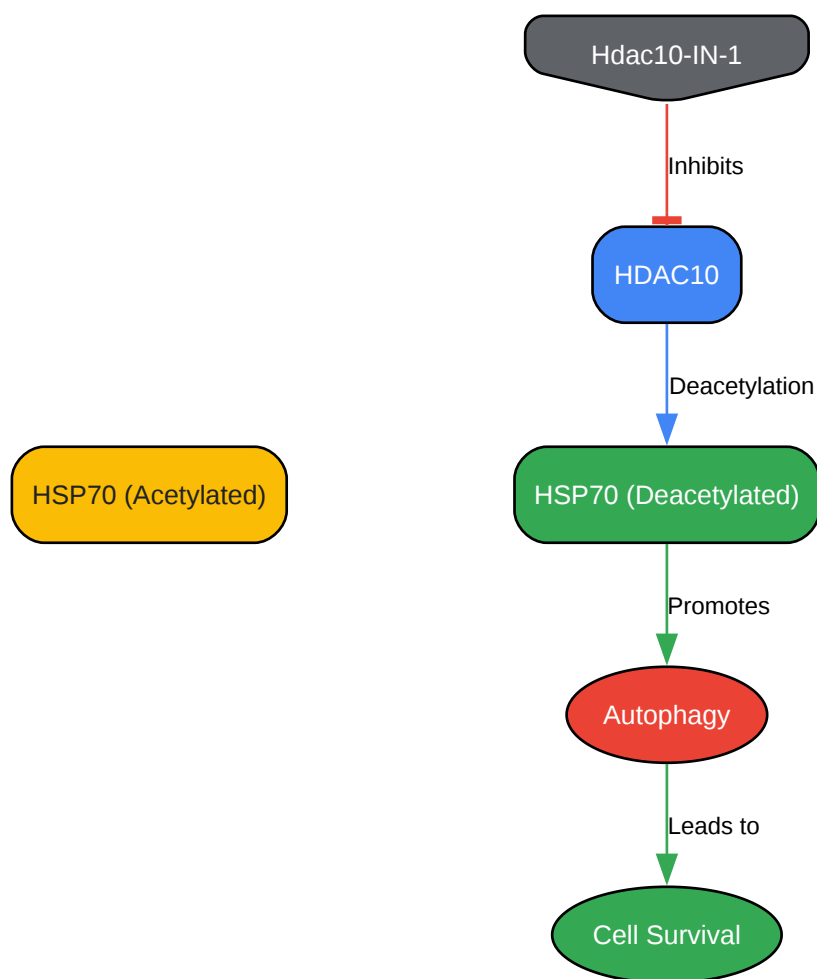 Hdac10-IN-1
Inhibits
HDAC10
Deacetylation
HSP70 (Acetylated)
HSP70 (Deacetylated)
Promotes
Autophagy
Leads to
Cell Survival